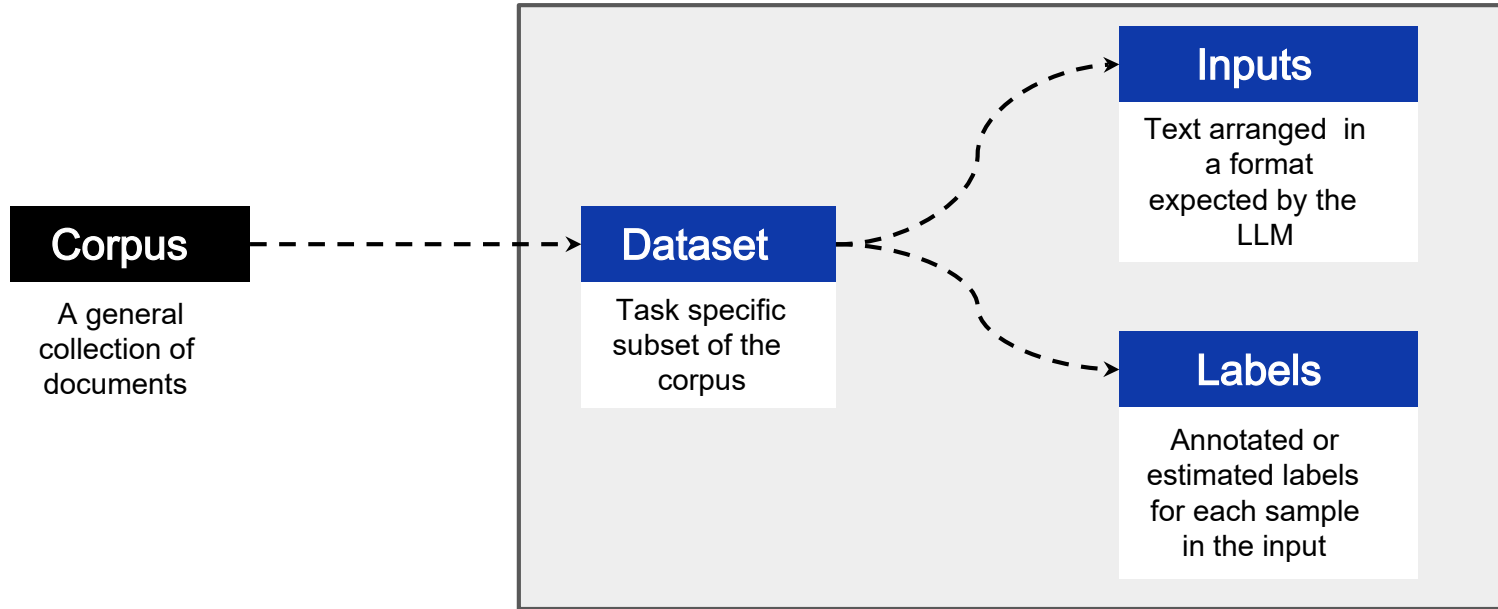 Corpus
A general
collection of
documents
Dataset
Task specific
subset of the
corpus
Inputs
Text arranged in
a format
expected by the
LLM
Labels
Annotated or
estimated labels
for each sample
in the input